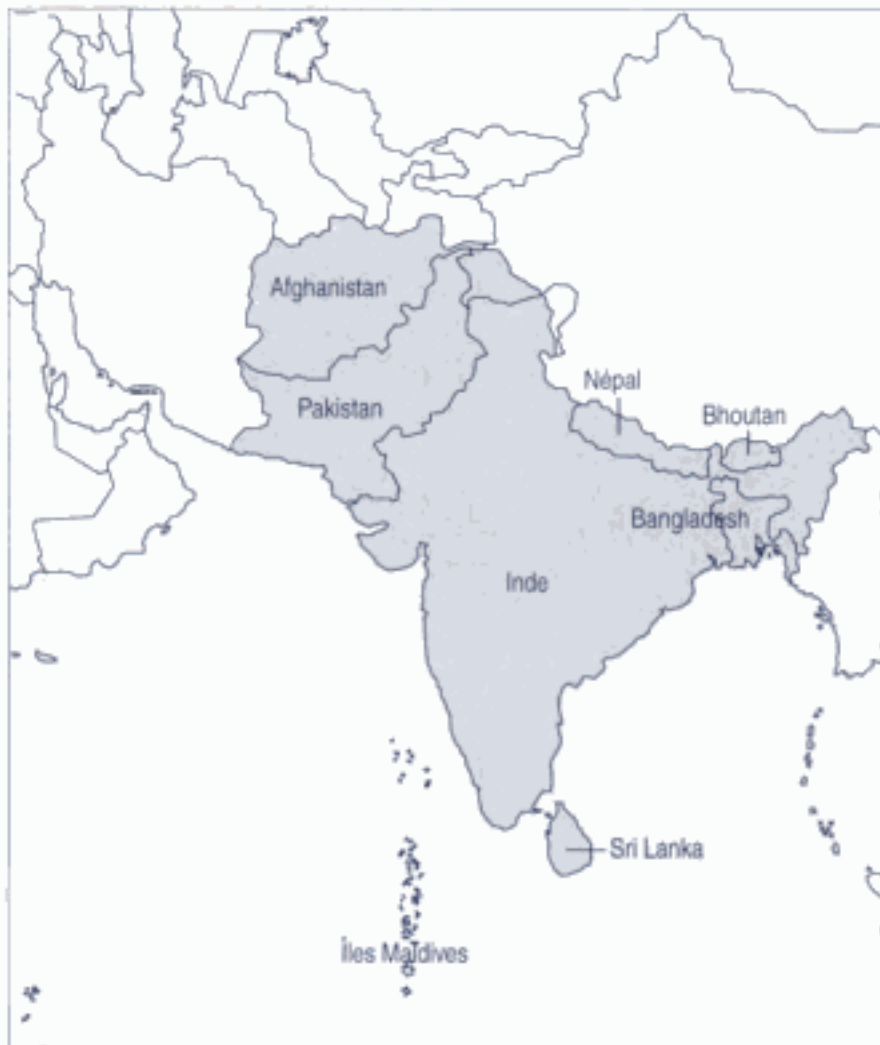 Afghanistan
Népal
Pakistan
Bhoutan
Bangladesh
Inde
Sri Lanka
Îles Maldives